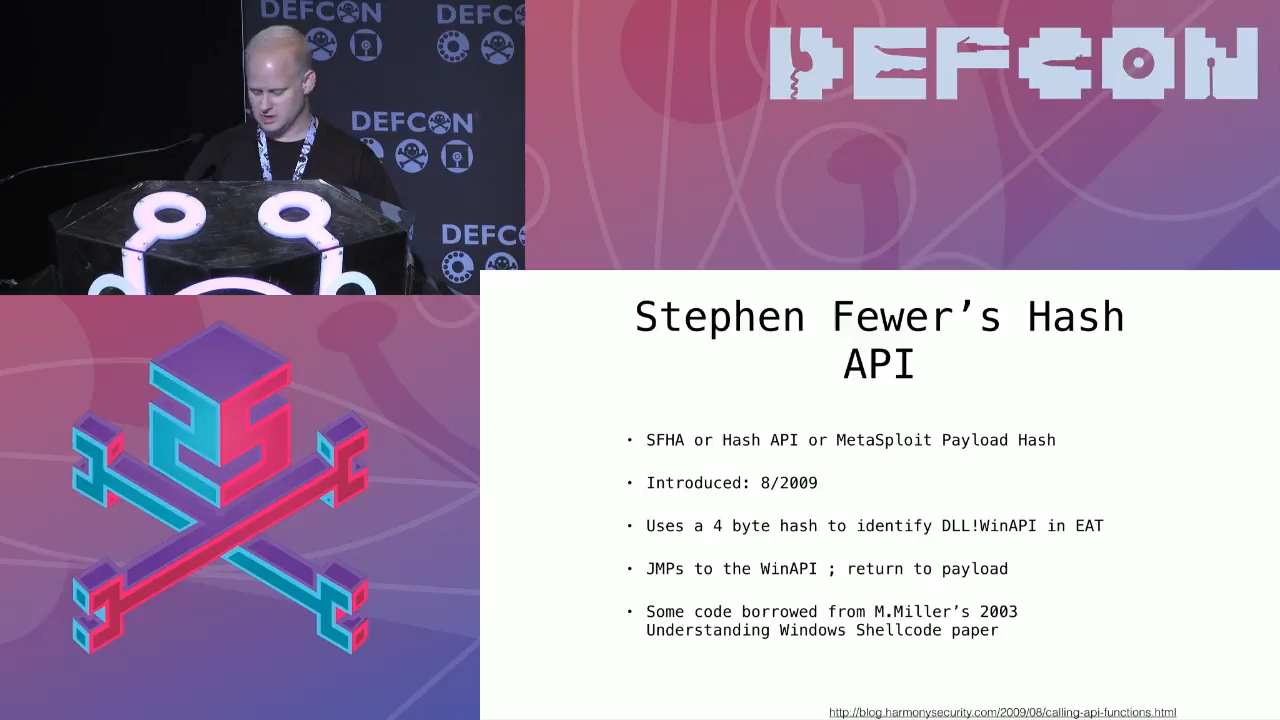 DEFCON
DEFC
DEFCON
DEFC
DEFCON
Stephen Fewer’s Hash
API
• SFHA or Hash API or MetaSploit Payload Hash
• Introduced: 8/2009
• Uses a 4 byte hash to identify DLL!WinAPI in EAT
• JMPs to the WinAPI ; return to payload
• Some code borrowed from M.Miller’s 2003
Understanding Windows Shellcode paper
http://blog.harmonysecurity.com/2009/08/calling-api-functions.html